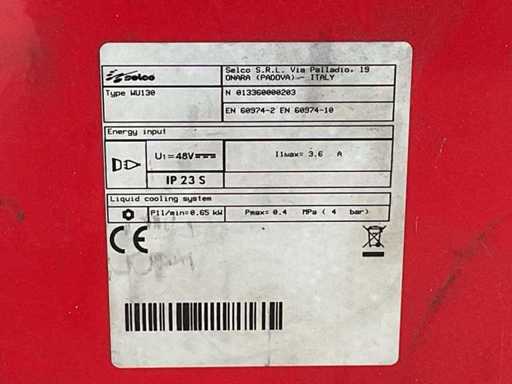 Selco
Selco S.R.L. Via Palladio, 19
ONARA (PADOVA) - ITALY
Type WU130
N 013360000203
EN 60974-2 EN 60974-10
Energy input
U1=48V
I1max= 3.6 A
IP 23 S
Liquid cooling system
P1l/min=0.65 kW
Pmax= 0.4 MPa ( 4 bar)
CE